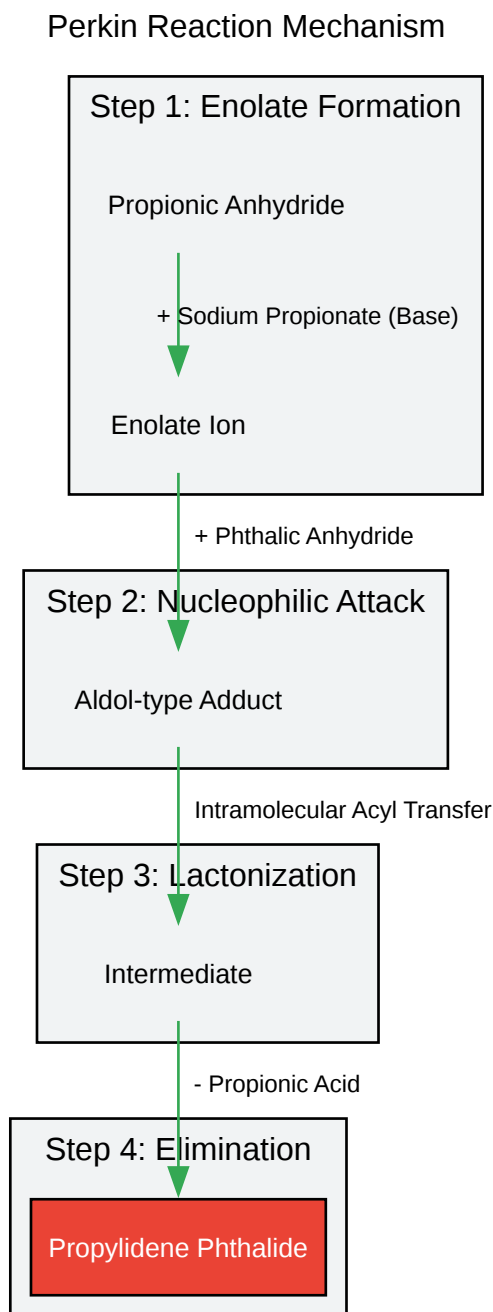 Perkin Reaction Mechanism
Step 1: Enolate Formation
Propionic Anhydride
+ Sodium Propionate (Base)
Enolate Ion
+ Phthalic Anhydride
Step 2: Nucleophilic Attack
Aldol-type Adduct
Intramolecular Acyl Transfer
Step 3: Lactonization
Intermediate
- Propionic Acid
Step 4: Elimination
Propylidene Phthalide